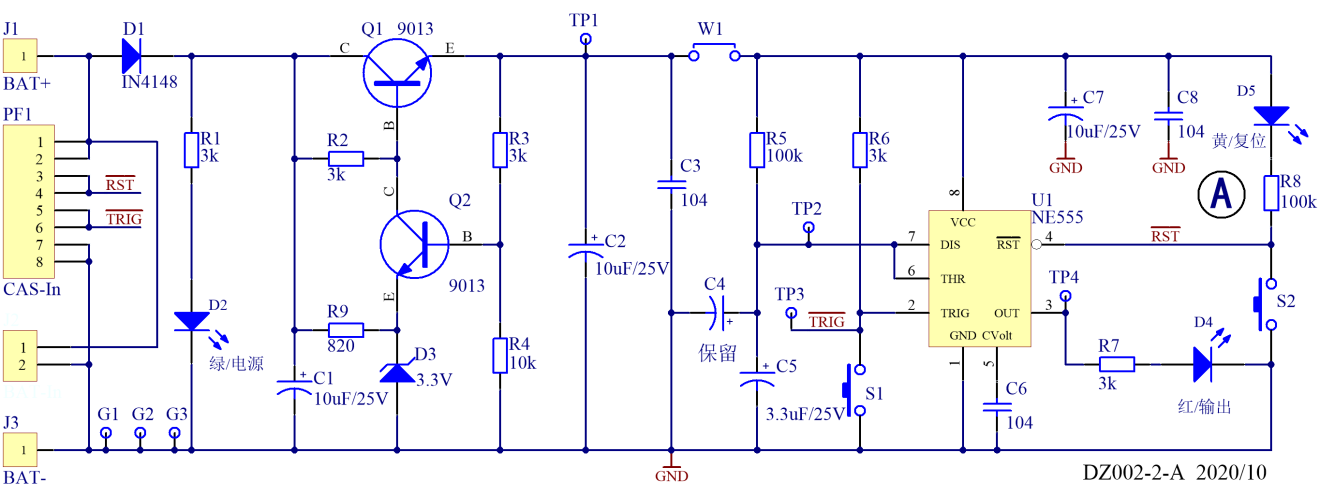 J1
1
BAT+
D1
IN4148
Q1
9013
C
E
B
TP1
W1
PF1
1
2
3
4
5
6
7
8
RST
TRIG
CAS-In
1
2
J3
1
BAT-
G1
G2
G3
R1
3k
D2
绿/电源
R2
3k
C
Q2
B
9013
E
R9
820
D3
3.3V
C1
10uF/25V
R3
3k
R4
10k
C2
10uF/25V
C3
104
C4
保留
GND
R5
100k
R6
3k
TP2
TP3
TRIG
C5
3.3uF/25V
S1
U1
NE555
8
VCC
7
DIS
RST
4
6
THR
2
TRIG
OUT
3
GND
CVolt
1
5
C6
104
C7
10uF/25V
GND
C8
104
GND
D5
黄/复位
A
R8
100k
RST
TP4
S2
R7
3k
D4
红/输出
DZ002-2-A 2020/10